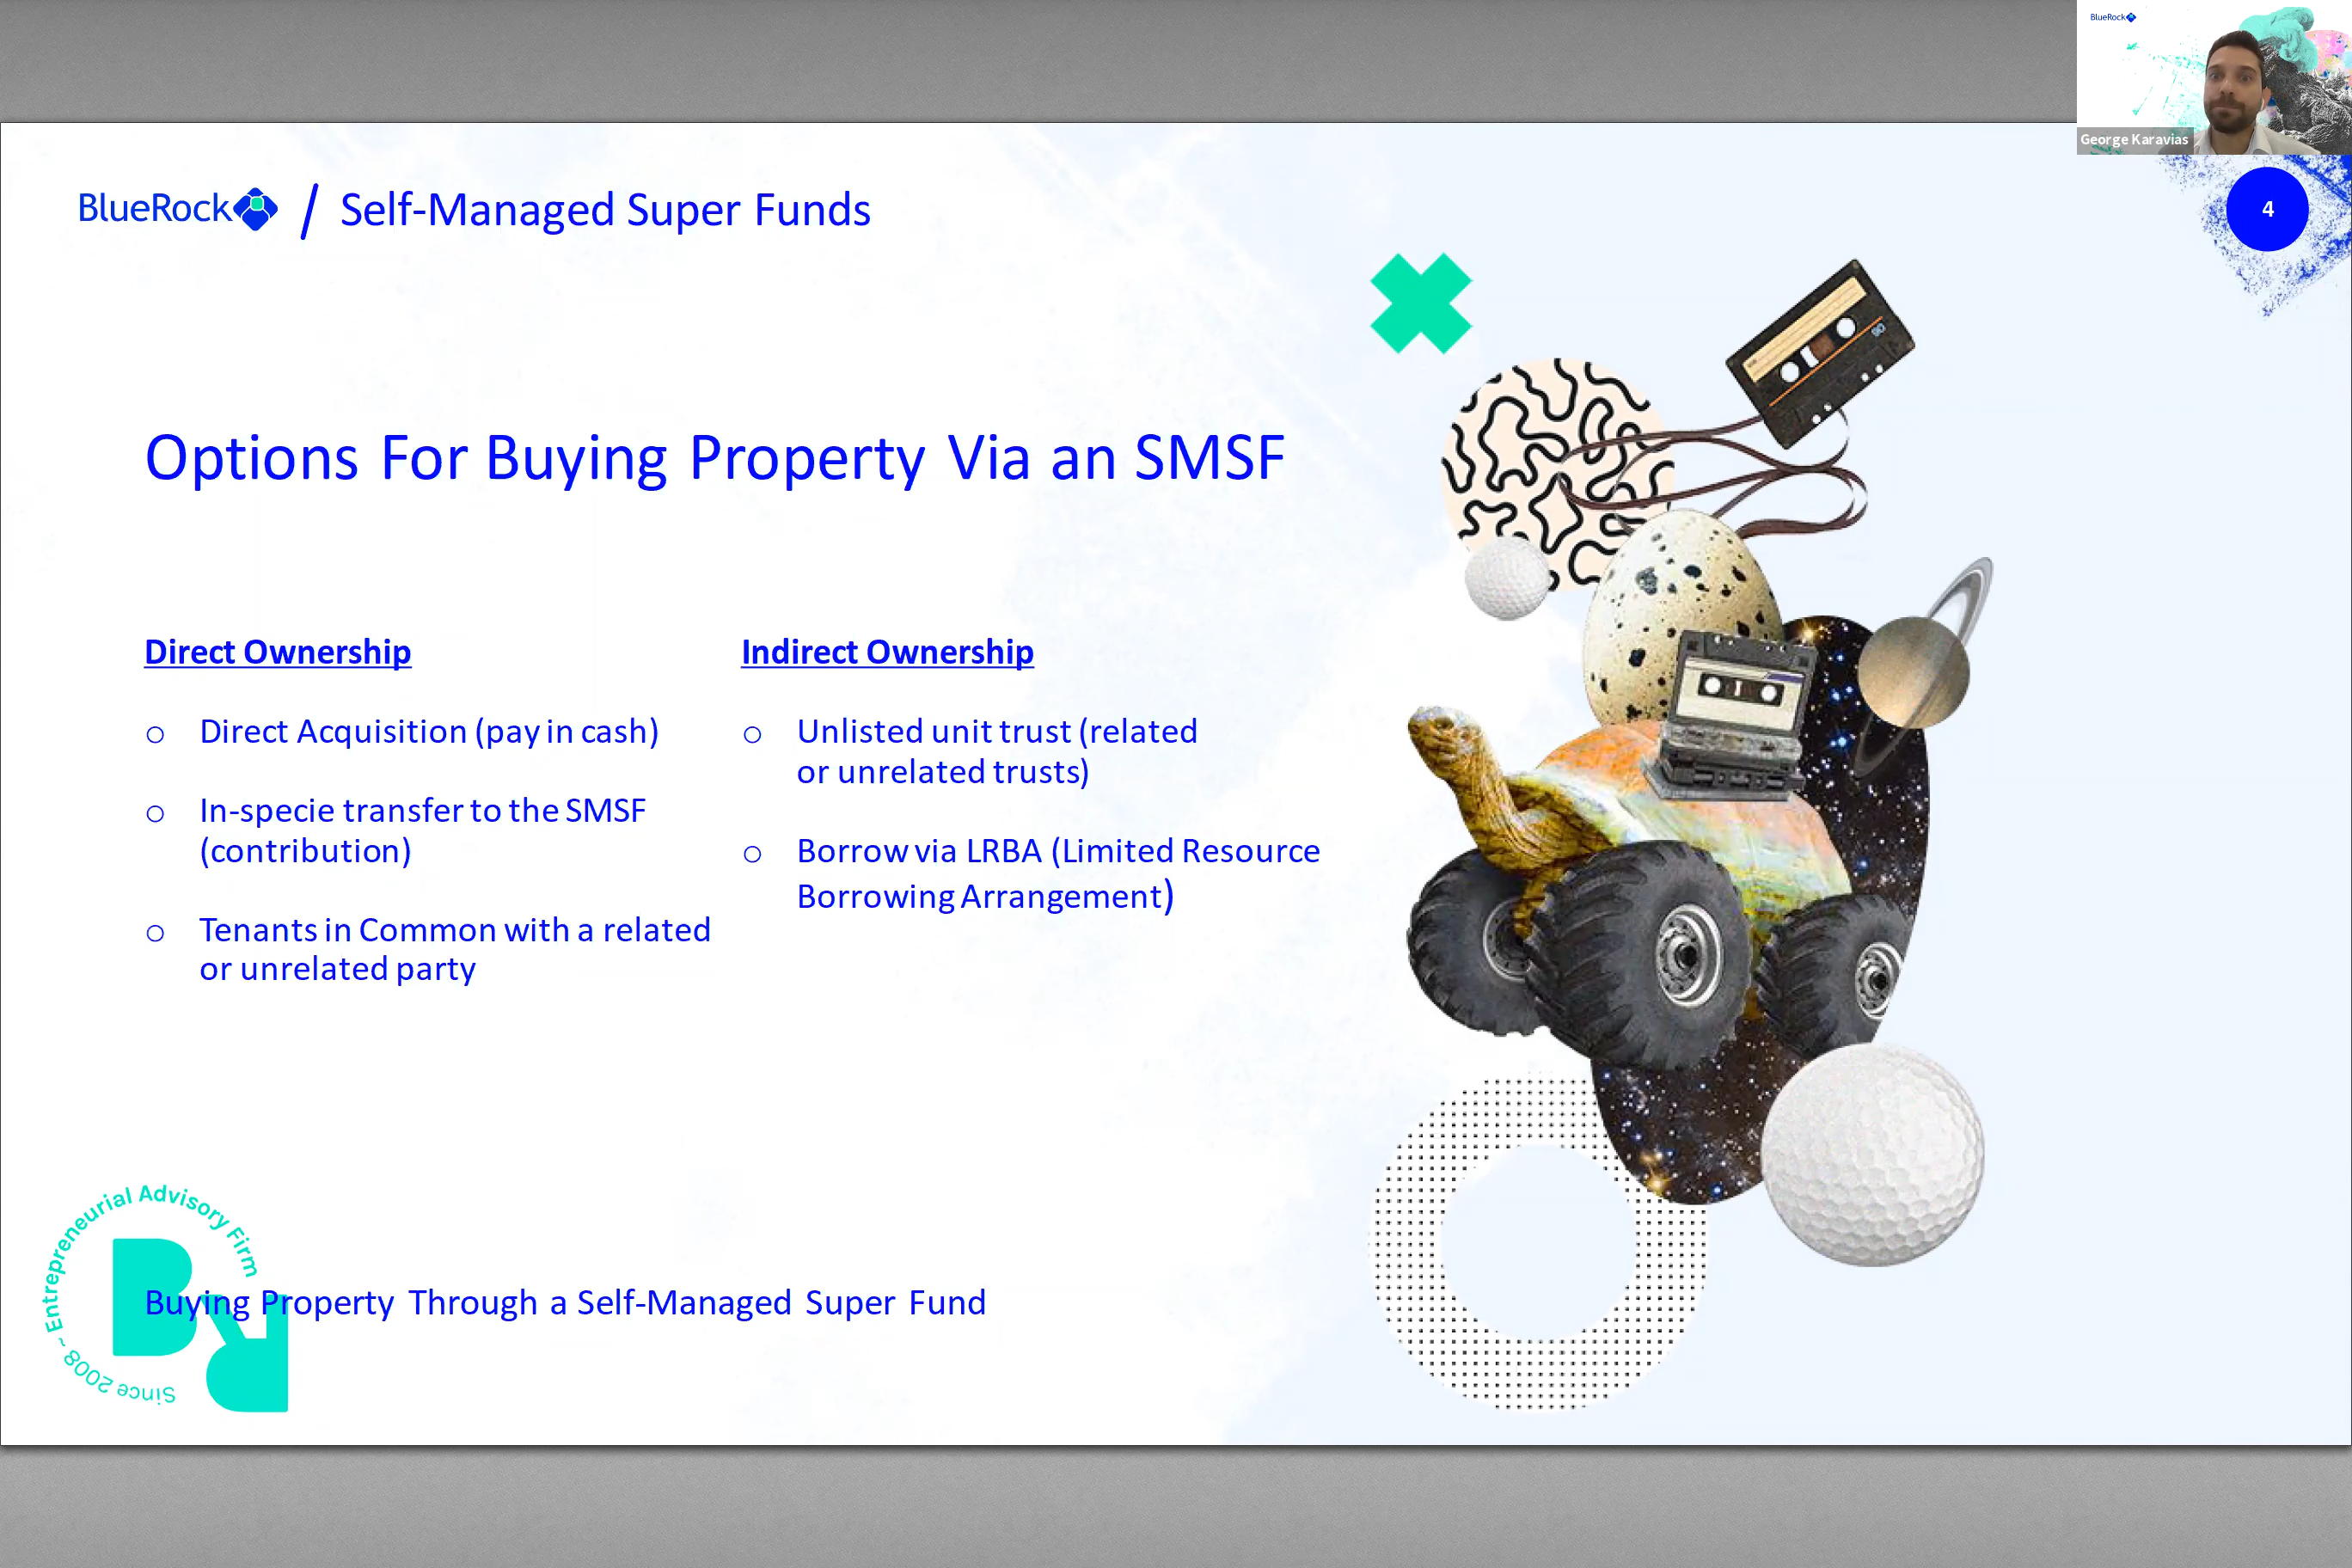 BlueRock
George Karavias
BlueRock / Self-Managed Super Funds
4
Options For Buying Property Via an SMSF
Direct Ownership
o Direct Acquisition (pay in cash)
o In-specie transfer to the SMSF
(contribution)
o Tenants in Common with a related
or unrelated party
Indirect Ownership
o Unlisted unit trust (related
or unrelated trusts)
o Borrow via LRBA (Limited Resource
Borrowing Arrangement)
90
Entrepreneurial Advisory Firm
~ Since 2008
BR
Buying Property Through a Self-Managed Super Fund